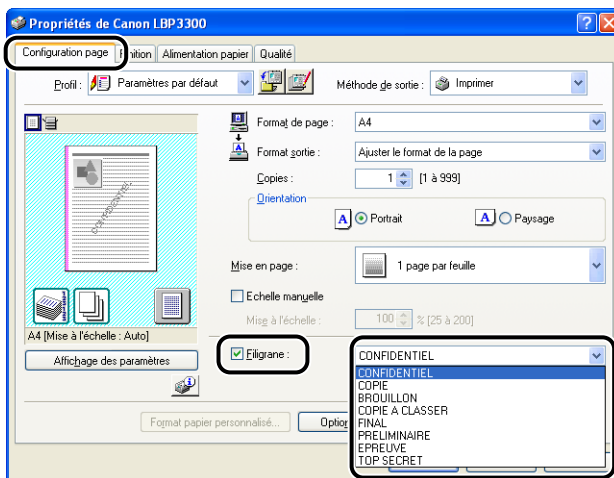 Propriétés de Canon LBP3300
Configuration page Alimentation papier Qualité
Profil : Paramètres par défaut Méthode de sortie : Imprimer
Format de page : A4
Format sortie : Ajuster le format de la page
Copies : 1 [1 à 999]
Orientation
A Portrait A Paysage
CONFIDENTIEL
Mise en page : 1 page par feuille
Echelle manuelle
Mise à l'échelle : 100 % [25 à 200]
A4 [Mise à l'échelle : Auto]
Affichage des paramètres
Filigrane : CONFIDENTIEL
CONFIDENTIEL
COPIE
BROUILLON
COPIE A CLASSER
FINAL
PRELIMINAIRE
EPREUVE
TOP SECRET
Format papier personnalisé...